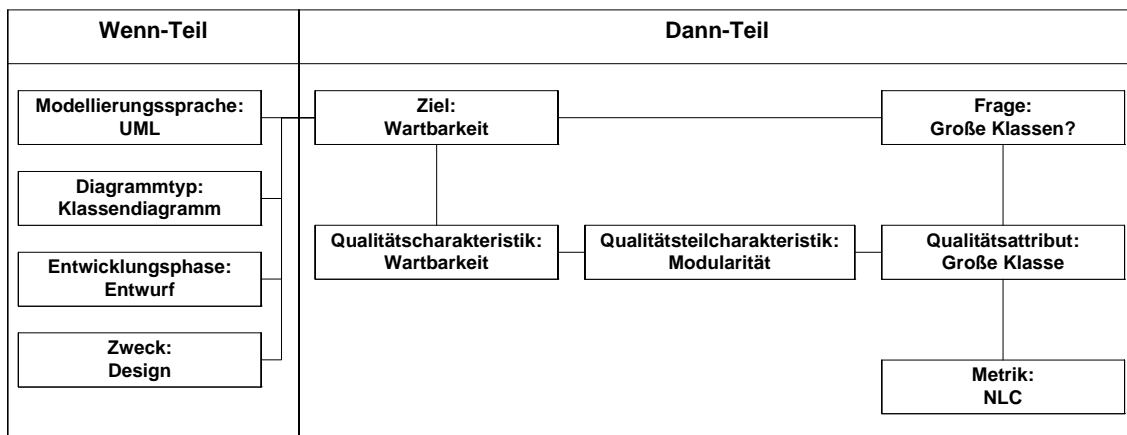 Wenn-Teil
Dann-Teil
Modellierungssprache:
UML
Diagrammtyp:
Klassendiagramm
Entwicklungsphase:
Entwurf
Zweck:
Design
Ziel:
Wartbarkeit
Frage:
Große Klassen?
Qualitätscharakteristik:
Wartbarkeit
Qualitätsteilcharakteristik:
Modularität
Qualitätsattribut:
Große Klasse
Metrik:
NLC